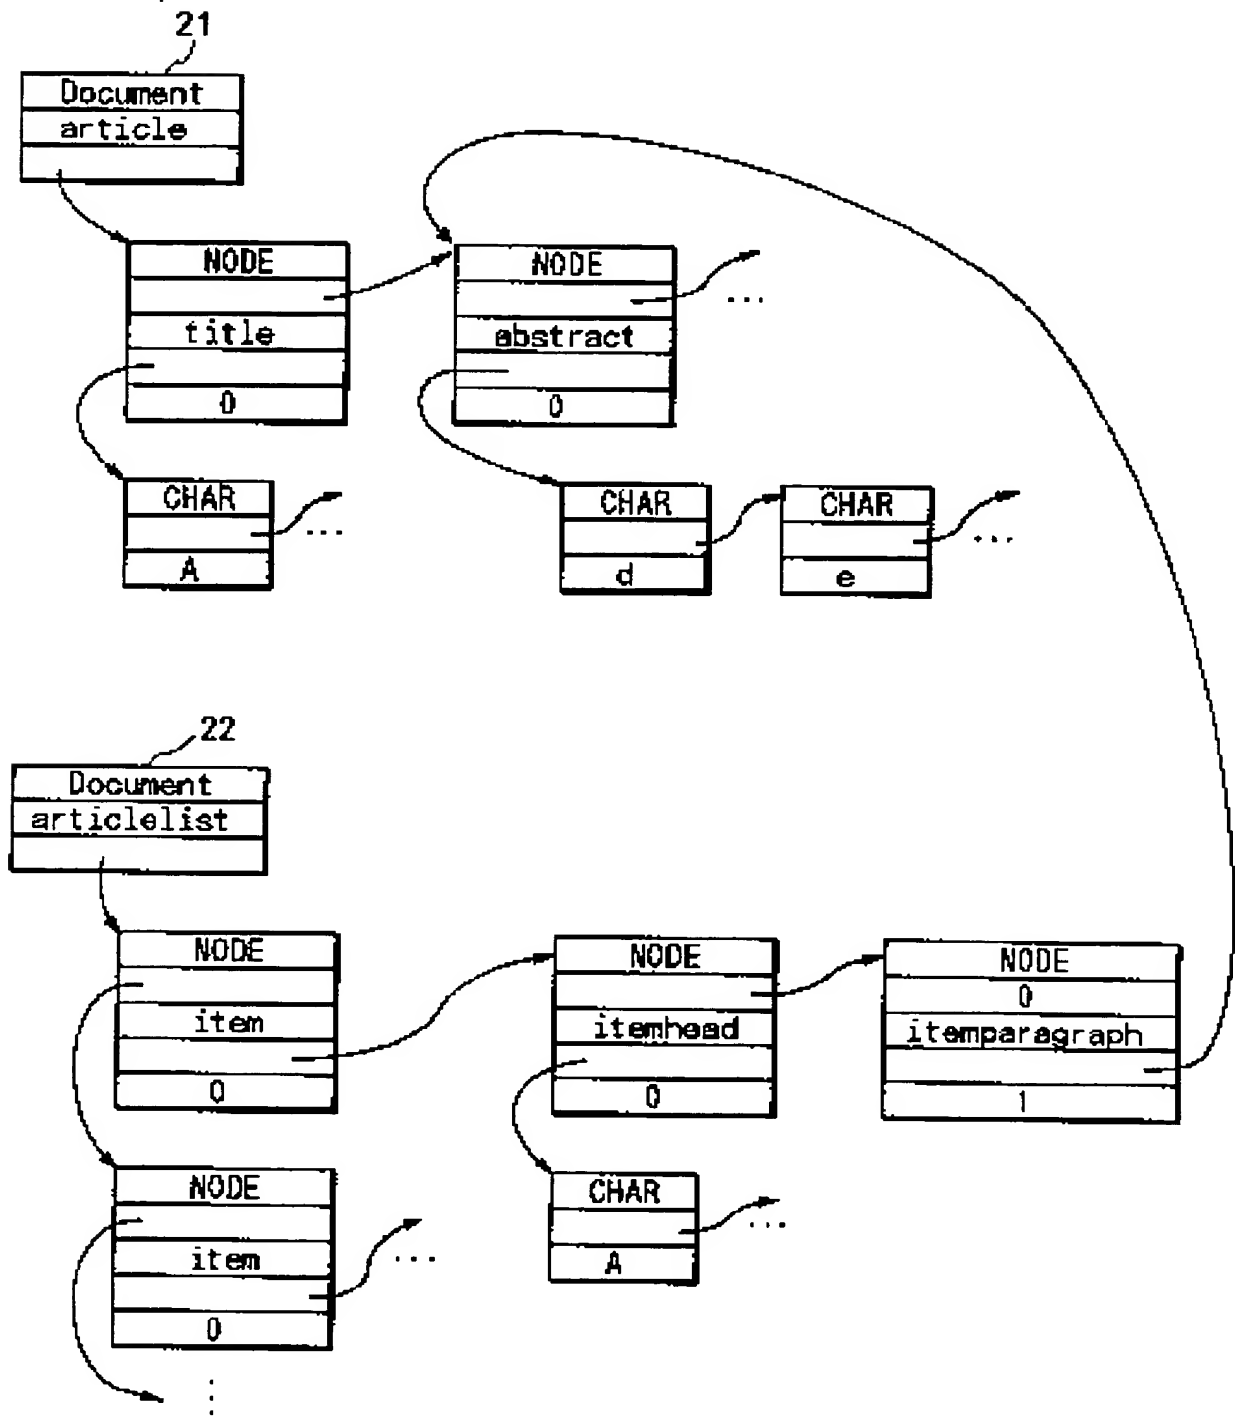 21
Document
article
NODE
title
0
NODE
abstract
0
...
CHAR
A
...
CHAR
d
CHAR
e
...
22
Document
articlelist
NODE
item
0
NODE
itemhead
0
NODE
0
itemparagraph
1
NODE
item
0
...
CHAR
A
...